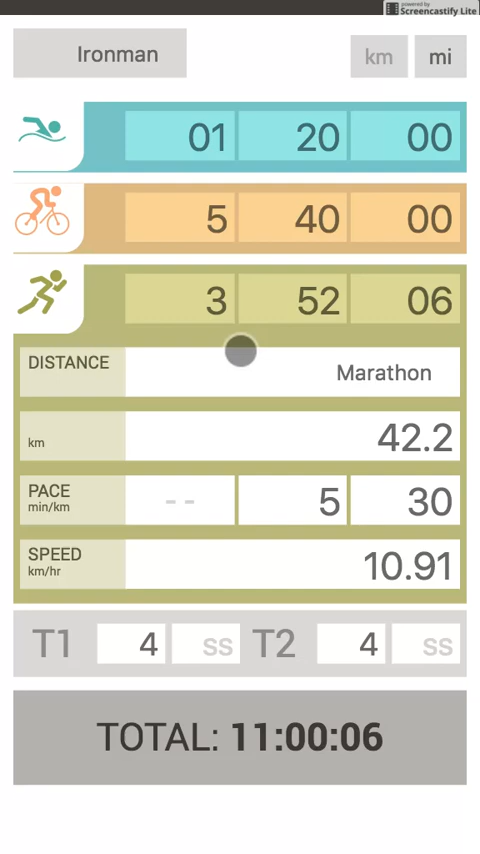 powered by
Screencastify Lite
Ironman
km
mi
01 20 00
5 40 00
3 52 06
DISTANCE
Marathon
km
42.2
PACE
min/km
-- 5 30
SPEED
km/hr
10.91
T1 4 ss T2 4 ss
TOTAL: 11:00:06